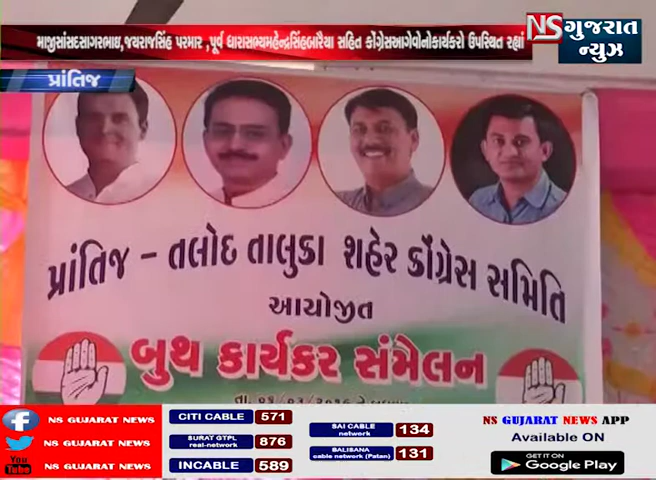 માજીસાંસદસાગરભાઇ,જયરાજસિંહ પરમાર ,પૂર્વ ધારાસભ્યમહેન્દ્રસિંહબારૈયા સહિત કોંગ્રેસઆગેવોનોકાર્યકરો ઉપસ્થિત રહ્યાં
NS ગુજરાત
ન્યુઝ
પ્રાંતિજ
પ્રાંતિજ - તલોદ તાલુકા શહેર કોંગ્રેસ સમિતિ
આયોજીત
બુથ કાર્યકર સંમેલન
તા.
NS GUJARAT NEWS
NS GUJARAT NEWS
You Tube NS GUJARAT NEWS
CITI CABLE 571
SURAT GTPL real-network 876
INCABLE 589
SAI CABLE network 134
BALISANA cable network (Patan) 131
NS GUJARAT NEWS APP
Available ON
GET IT ON
Google Play